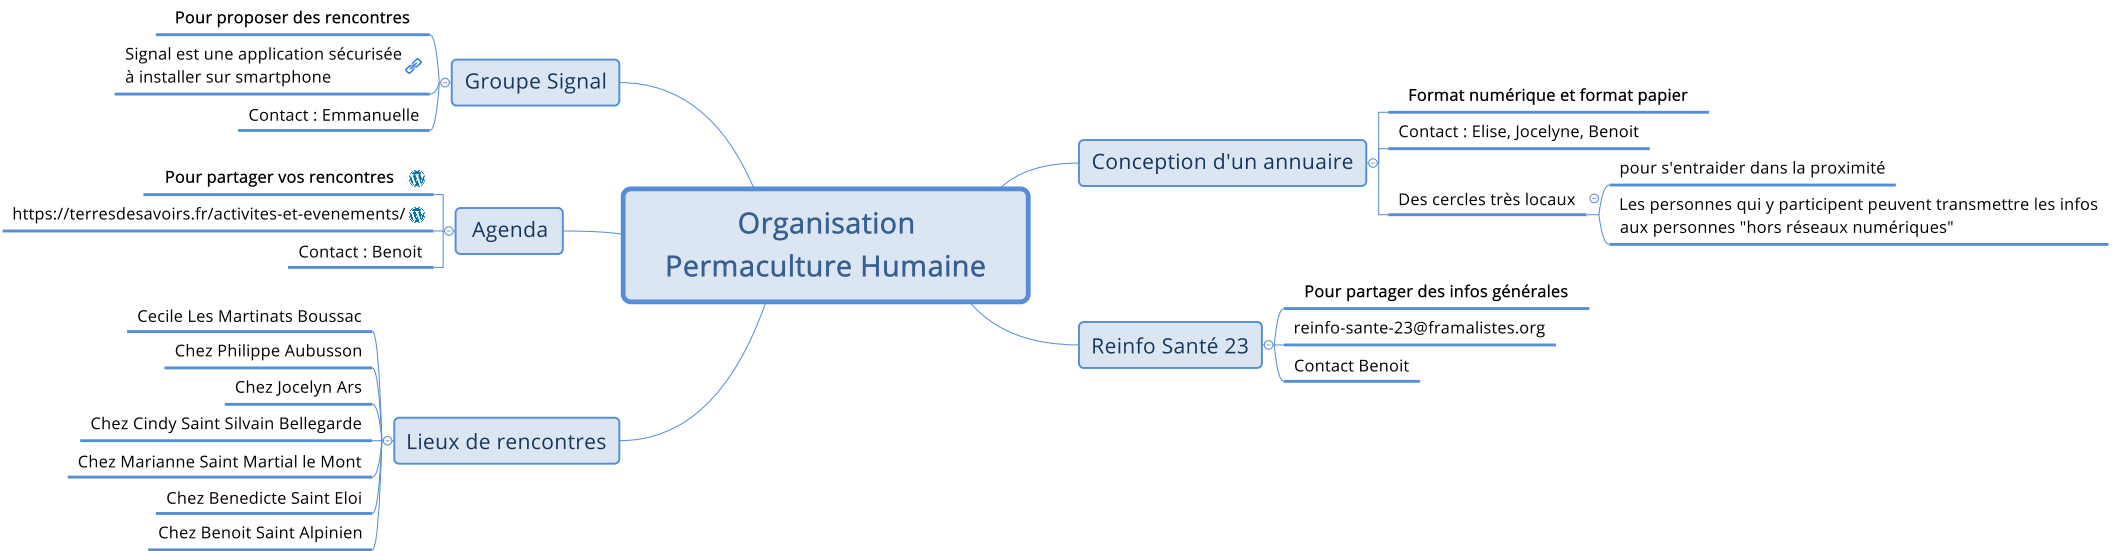 Organisation
Permaculture Humaine
Groupe Signal
Pour proposer des rencontres
Signal est une application sécurisée
à installer sur smartphone
Contact : Emmanuelle
Agenda
Pour partager vos rencontres
https://terresdesavoirs.fr/activites-et-evenements/
Contact : Benoit
Lieux de rencontres
Cecile Les Martinats Boussac
Chez Philippe Aubusson
Chez Jocelyn Ars
Chez Cindy Saint Silvain Bellegarde
Chez Marianne Saint Martial le Mont
Chez Benedicte Saint Eloi
Chez Benoit Saint Alpinien
Conception d'un annuaire
Format numérique et format papier
Contact : Elise, Jocelyne, Benoit
Des cercles très locaux
pour s'entraider dans la proximité
Les personnes qui y participent peuvent transmettre les infos
aux personnes "hors réseaux numériques"
Reinfo Santé 23
Pour partager des infos générales
reinfo-sante-23@framalistes.org
Contact Benoit